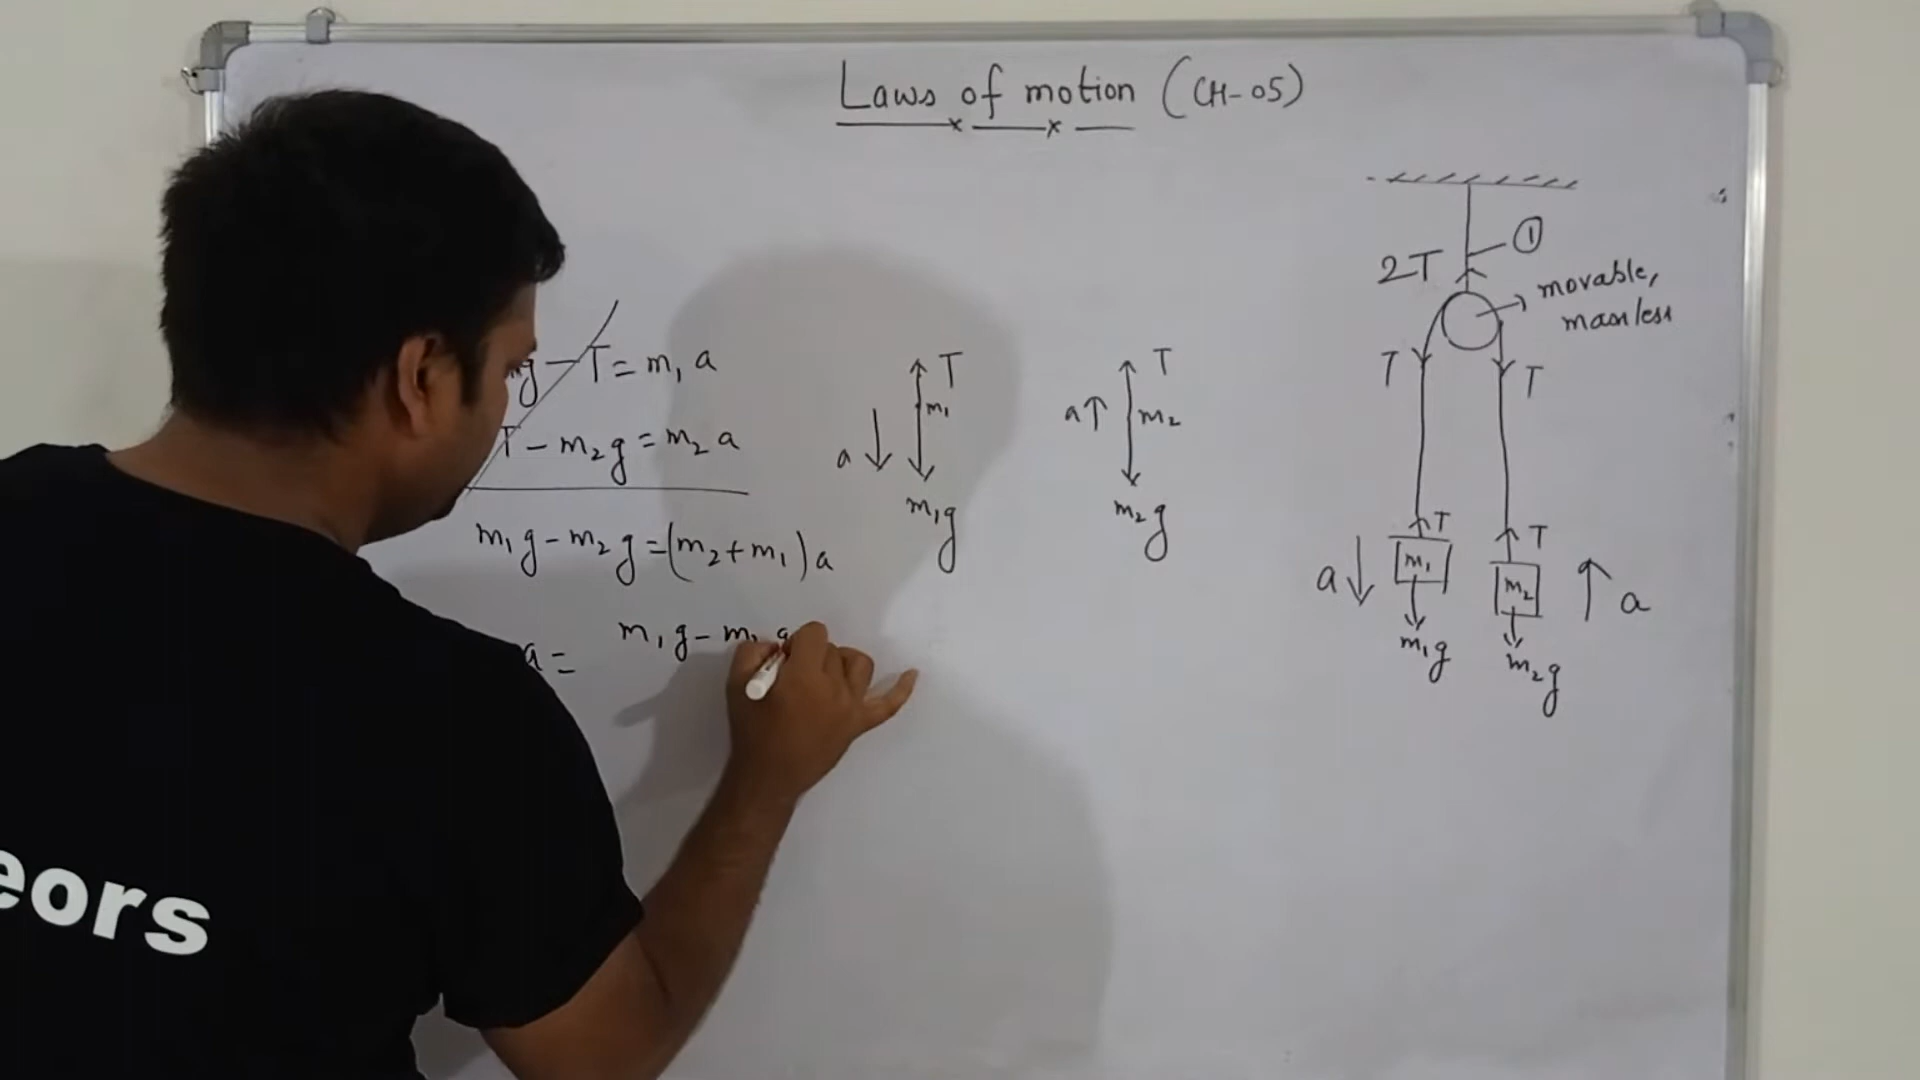 Laws of motion (CH-05)
g - T = m₁ a
T - m₂g = m₂ a
m₁g - m₂g = (m₂+m₁)a
a = m₁g - m₂g
T
m₁
a
m₁g
T
a
m₂
m₂g
1
2T
movable,
massless
T
T
T
T
m₁
m₂
a
a
m₁g
m₂g
eors